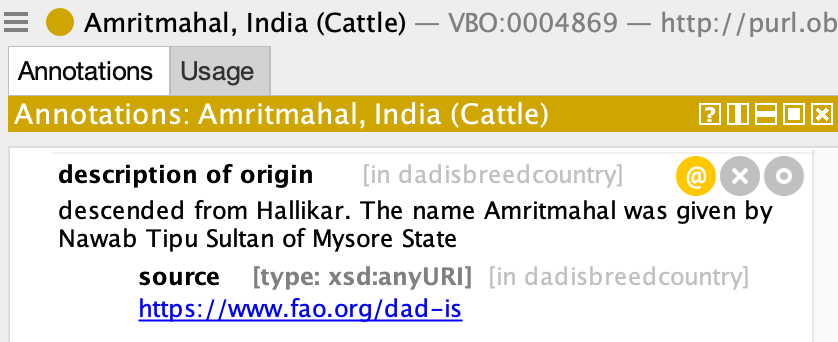 Amritmahal, India (Cattle) — VBO:0004869 — http://purl.ob
Annotations Usage
Annotations: Amritmahal, India (Cattle)
description of origin [in dadisbreedcountry]
descended from Hallikar. The name Amritmahal was given by
Nawab Tipu Sultan of Mysore State
source [type: xsd:anyURI] [in dadisbreedcountry]
https://www.fao.org/dad-is